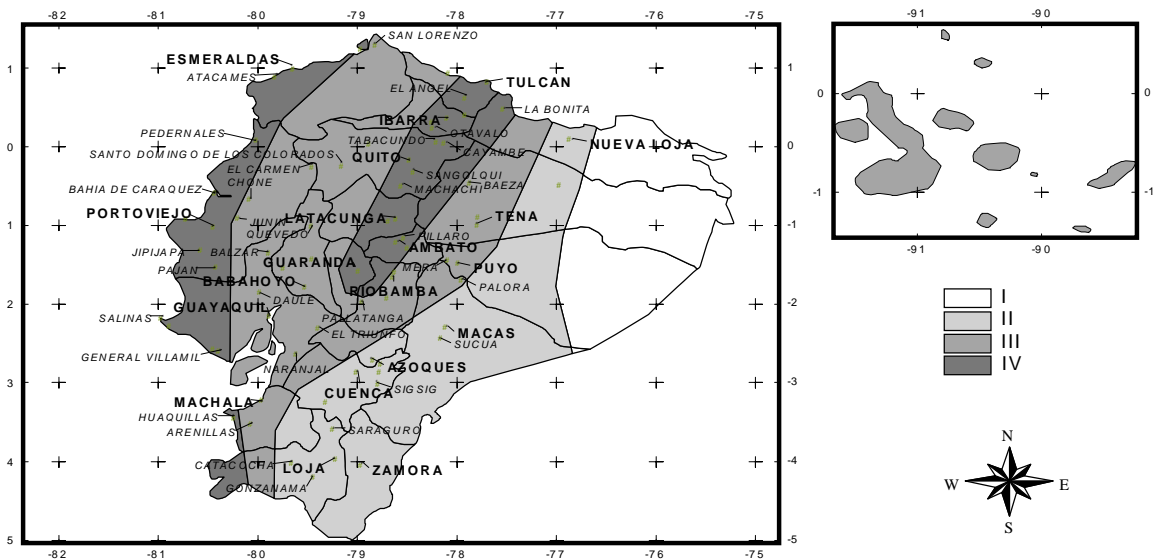 -82 -81 -80 -79 -78 -77 -76 -75
-91 -90
SAN LORENZO
ESMERALDAS
ATACAMES
1 1
EL ANGEL
TULCAN
LA BONITA
IBARRA
OTAVALO
PEDERNALES
TABACUNDO
CAYAMBE
NUEVA LOJA
0 0
0 0
SANTO DOMINGO DE LOS COLORADOS
QUITO
EL CARMEN
CHONE
SANGOLQUI
MACHACHI
BAEZA
BAHIA DE CARAQUEZ
PORTOVIEJO
JUNIN
LATACUNGA
TENA
-1 -1
-1 -1
QUEVEDO
PILLARO
AMBATO
JIPIJAPA
BALZAR
PAJAN
GUARANDA
MERA
PUYO
BABAHOYO
PALORA
RIOBAMBA
DAULE
GUAYAQUIL
2 -2
SALINAS
PALLATANGA
EL TRIUNFO
MACAS
SUCUA
GENERAL VILLAMIL
NARANJAL
AZOQUES
3 -3
SIGSIG
CUENCA
MACHALA
HUAQUILLAS
ARENILLAS
SARAGURO
4 -4
CATACOCHA
LOJA
ZAMORA
GONZANAMA
5 -5
-82 -81 -80 -79 -78 -77 -76 -75
-91 -90
I
II
III
IV
N
W E
S